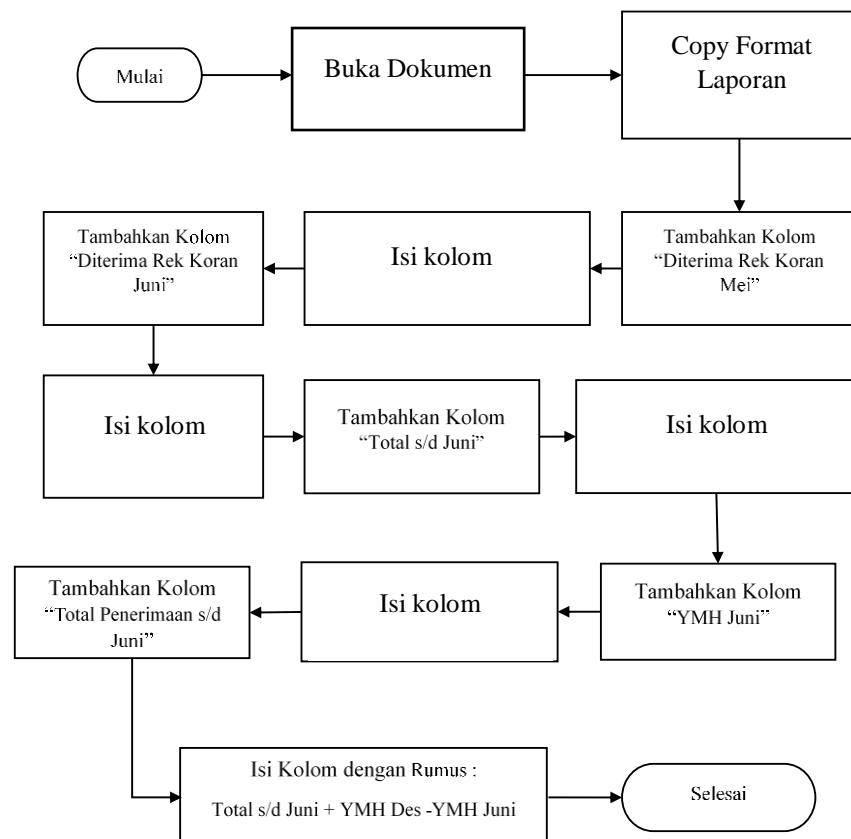 Mulai
Buka Dokumen
Copy Format
Laporan
Tambahkan Kolom
“Diterima Rek Koran
Mei”
Isi kolom
Tambahkan Kolom
“Diterima Rek Koran
Juni”
Isi kolom
Tambahkan Kolom
“Total s/d Juni”
Isi kolom
Tambahkan Kolom
“YMH Juni”
Isi kolom
Tambahkan Kolom
“Total Penerimaan s/d
Juni”
Isi Kolom dengan Rumus :
Total s/d Juni + YMH Des -YMH Juni
Selesai